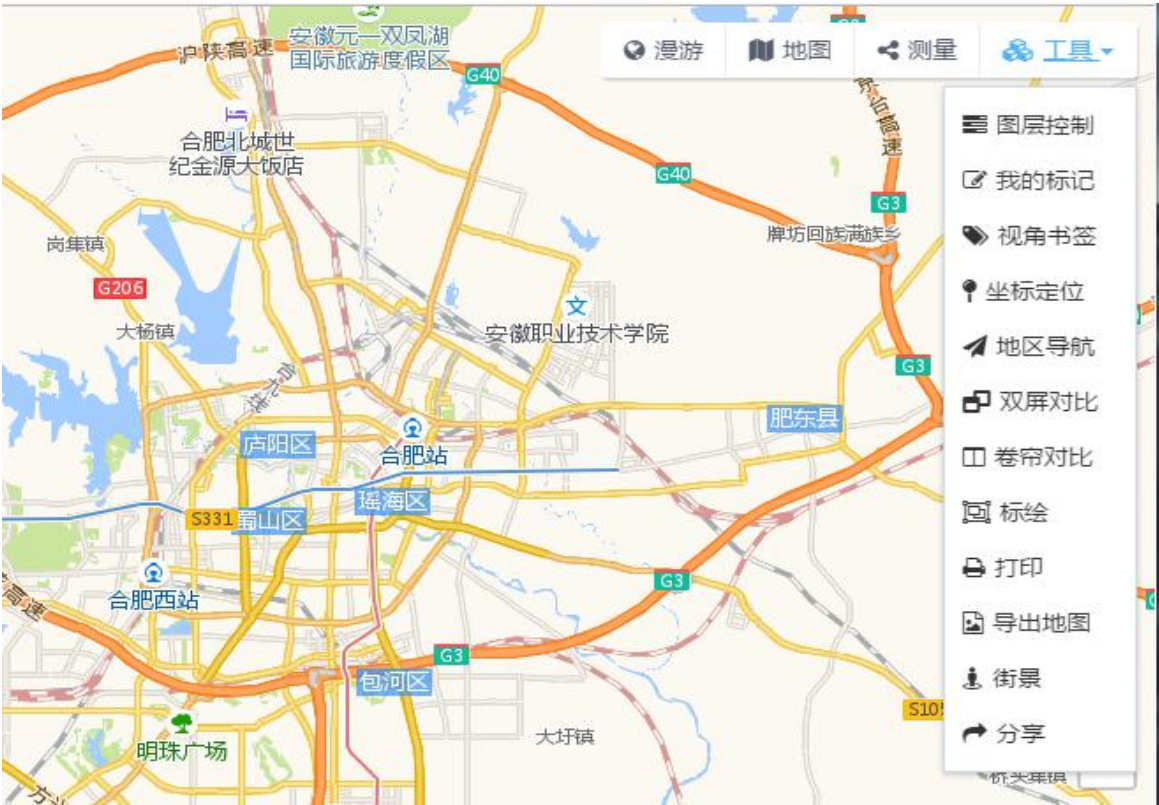 漫游
地图
测量
工具
图层控制
我的标记
视角书签
坐标定位
地区导航
双屏对比
卷帘对比
标绘
打印
导出地图
街景
分享
沪陕高速
安徽元一双凤湖
国际旅游度假区
G40
合肥北城世
纪金源大饭店
G40
G3
牌坊回族满族乡
岗集镇
G206
大杨镇
文
安徽职业技术学院
G3
合九线
肥东县
庐阳区
合肥站
瑶海区
S331
蜀山区
合肥西站
G3
高速
G3
包河区
大圩镇
明珠广场